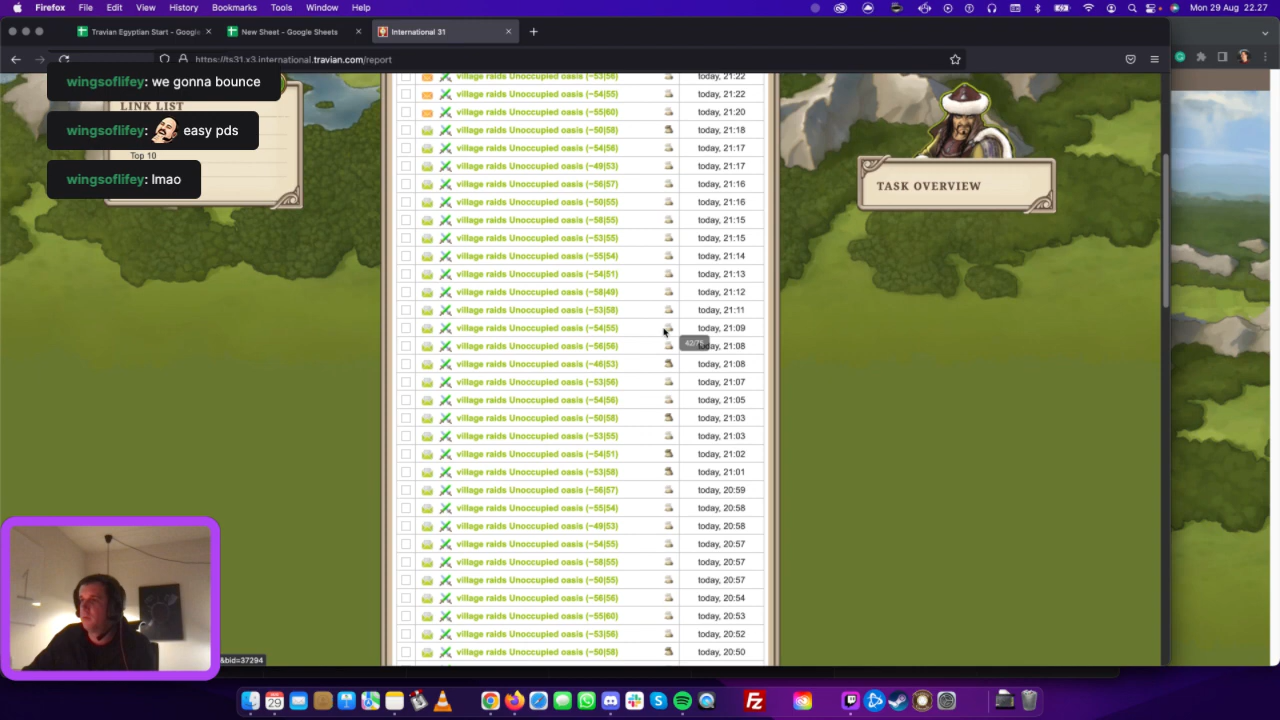 Firefox File Edit View History Bookmarks Tools Window Help Mon 29 Aug 22.27
Travian Egyptian Start - Google New Sheet - Google Sheets International 31
https://ts31.x3.international.travian.com/report
wingsoflifey: we gonna bounce
LINK LIST
wingsoflifey: easy pds
Top 10
wingsoflifey: lmao
TASK OVERVIEW
village raids Unoccupied oasis (−53|56) today, 21:22
village raids Unoccupied oasis (−54|55) today, 21:22
village raids Unoccupied oasis (−55|60) today, 21:20
village raids Unoccupied oasis (−50|58) today, 21:18
village raids Unoccupied oasis (−54|56) today, 21:17
village raids Unoccupied oasis (−49|53) today, 21:17
village raids Unoccupied oasis (−56|57) today, 21:16
village raids Unoccupied oasis (−50|55) today, 21:16
village raids Unoccupied oasis (−58|55) today, 21:15
village raids Unoccupied oasis (−53|55) today, 21:15
village raids Unoccupied oasis (−55|54) today, 21:14
village raids Unoccupied oasis (−54|51) today, 21:13
village raids Unoccupied oasis (−58|49) today, 21:12
village raids Unoccupied oasis (−53|58) today, 21:11
village raids Unoccupied oasis (−54|55) today, 21:09
42/75
village raids Unoccupied oasis (−56|56) today, 21:08
village raids Unoccupied oasis (−46|53) today, 21:08
village raids Unoccupied oasis (−53|56) today, 21:07
village raids Unoccupied oasis (−54|56) today, 21:05
village raids Unoccupied oasis (−50|58) today, 21:03
village raids Unoccupied oasis (−53|55) today, 21:03
village raids Unoccupied oasis (−54|51) today, 21:02
village raids Unoccupied oasis (−53|58) today, 21:01
village raids Unoccupied oasis (−56|57) today, 20:59
village raids Unoccupied oasis (−55|54) today, 20:58
village raids Unoccupied oasis (−49|53) today, 20:58
village raids Unoccupied oasis (−54|55) today, 20:57
village raids Unoccupied oasis (−58|55) today, 20:57
village raids Unoccupied oasis (−50|55) today, 20:57
village raids Unoccupied oasis (−56|56) today, 20:54
village raids Unoccupied oasis (−55|60) today, 20:53
village raids Unoccupied oasis (−53|56) today, 20:52
village raids Unoccupied oasis (−50|58) today, 20:50
&bid=37294
29